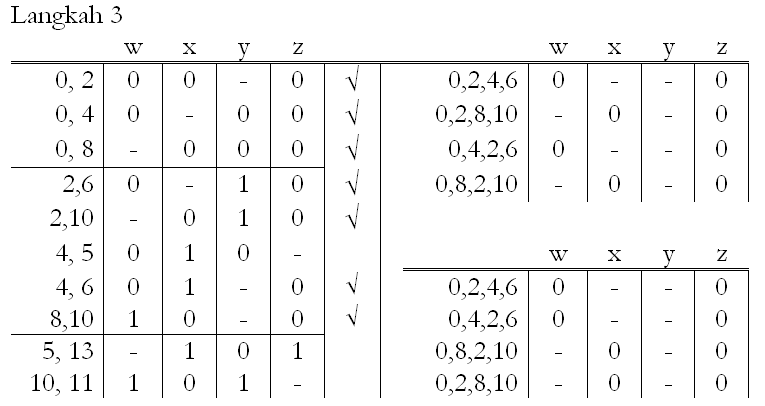 Langkah 3
w x y z w x y z
0, 2 0 0 - 0 √ 0,2,4,6 0 - - 0
0, 4 0 - 0 0 √ 0,2,8,10 - 0 - 0
0, 8 - 0 0 0 √ 0,4,2,6 0 - - 0
2,6 0 - 1 0 √ 0,8,2,10 - 0 - 0
2,10 - 0 1 0 √
4, 5 0 1 0 - w x y z
4, 6 0 1 - 0 √ 0,2,4,6 0 - - 0
8,10 1 0 - 0 √ 0,4,2,6 0 - - 0
5, 13 - 1 0 1 0,8,2,10 - 0 - 0
10, 11 1 0 1 - 0,2,8,10 - 0 - 0